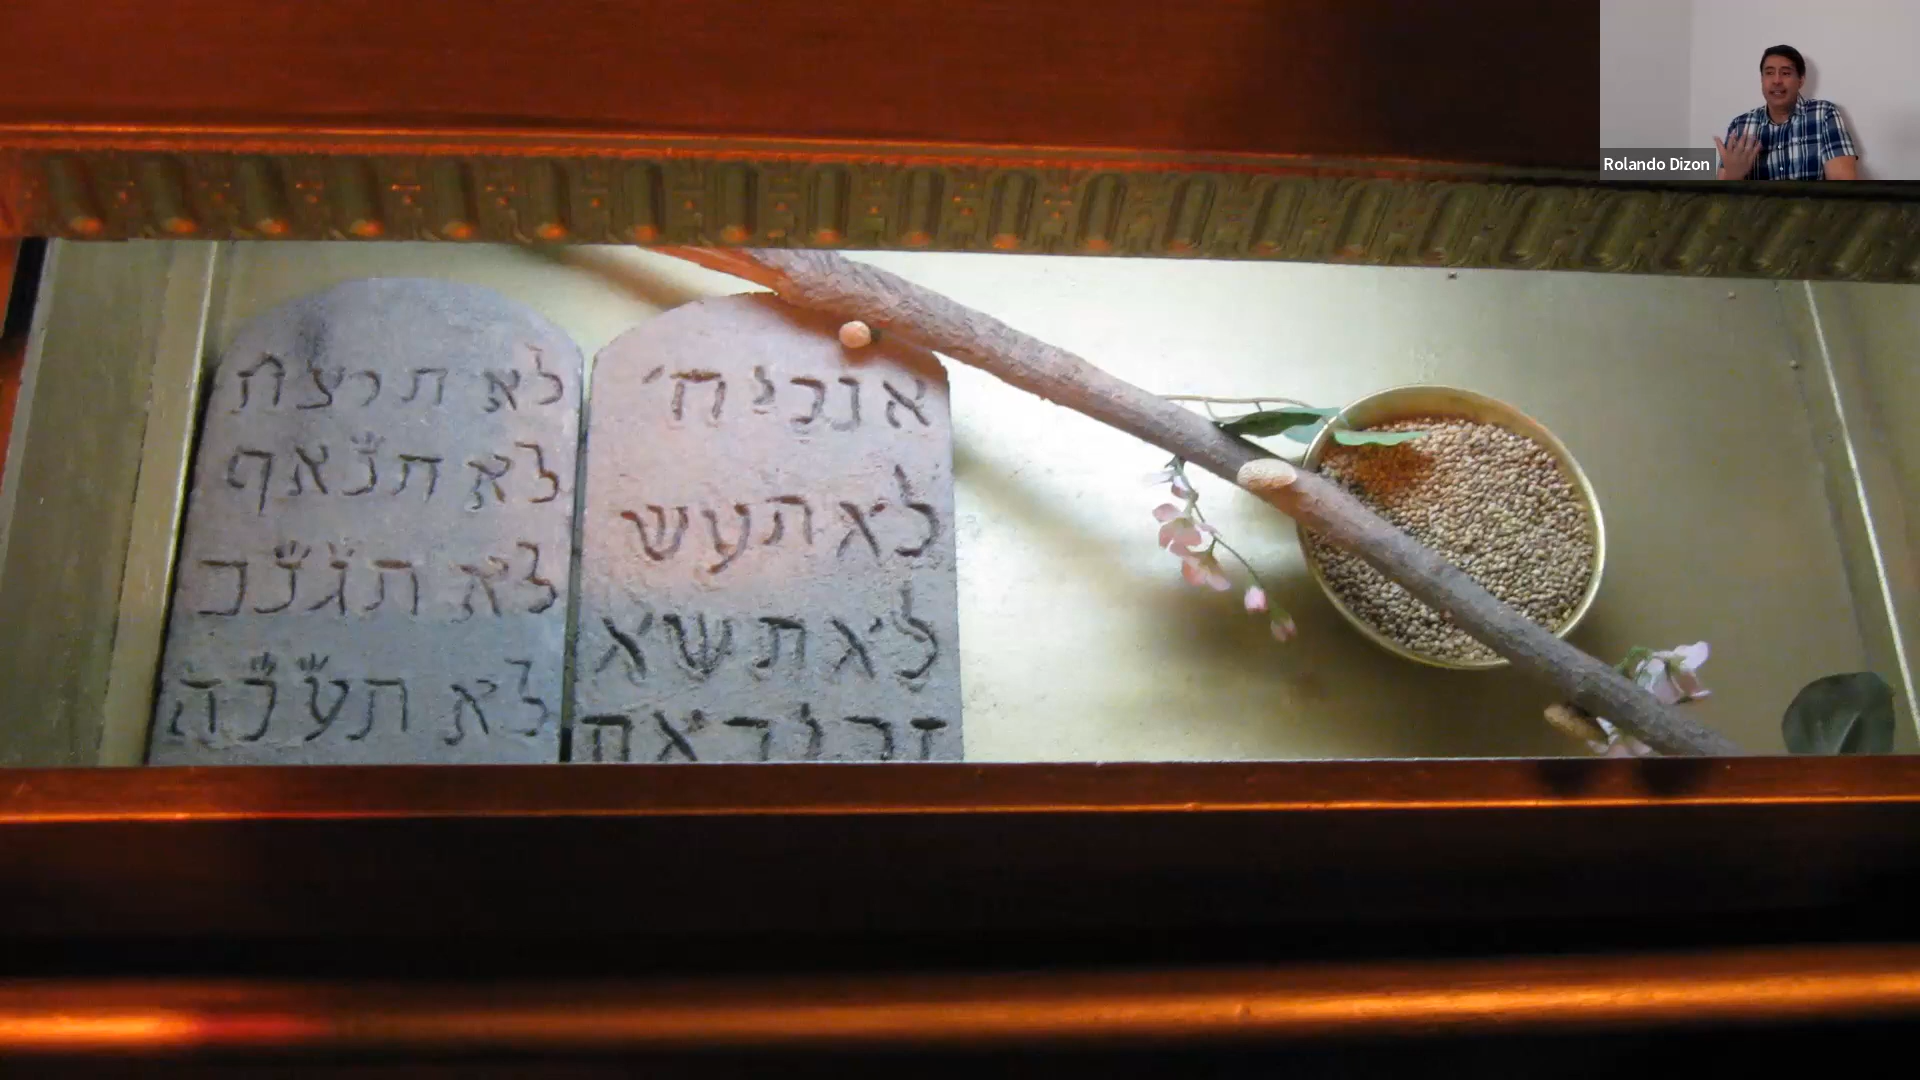 Rolando Dizon
אנכי ה׳
לא תעש
לא תשא
לא תרצח
לא תנאף
לא תגנב
לא תענה